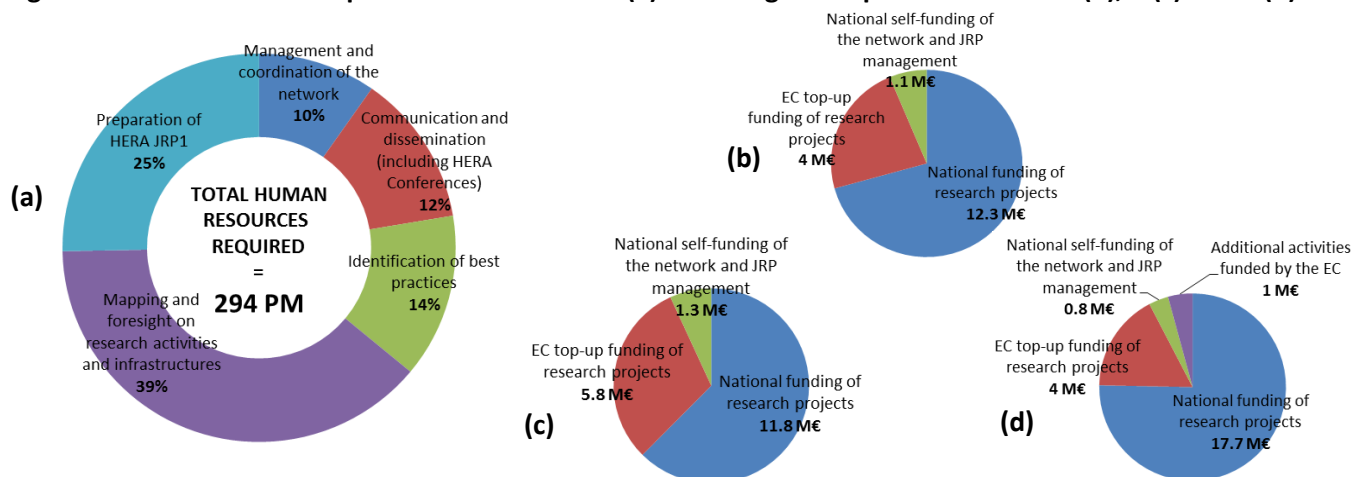 (a)
Management and
coordination of the
network
10%
Communication and
dissemination
(including HERA
Conferences)
12%
Identification of best
practices
14%
Mapping and
foresight on
research activities
and infrastructures
39%
Preparation of
HERA JRP1
25%
TOTAL HUMAN
RESOURCES
REQUIRED
=
294 PM
(b)
National self-funding of
the network and JRP
management
1.1 M€
EC top-up
funding of research
projects
4 M€
National funding of
research projects
12.3 M€
(c)
National self-funding of
the network and JRP
management
1.3 M€
EC top-up funding of
research projects
5.8 M€
National funding of
research projects
11.8 M€
(d)
National self-funding of
the network and JRP
management
0.8 M€
Additional activities
funded by the EC
1 M€
EC top-up funding of
research projects
4 M€
National funding of
research projects
17.7 M€